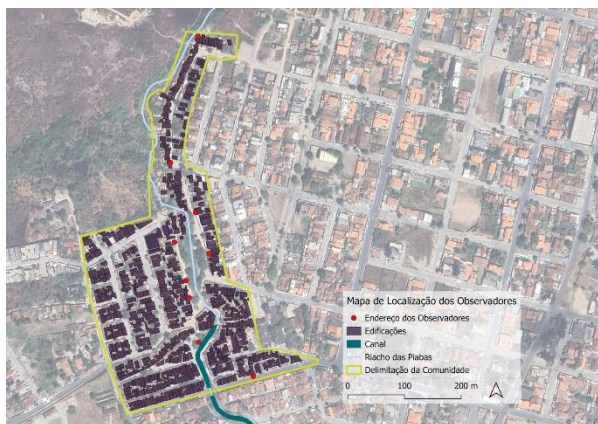 Mapa de Localização dos Observadores
Endereço dos Observadores
Edificações
Canal
Riacho das Piabas
Delimitação da Comunidade
0 100 200 m